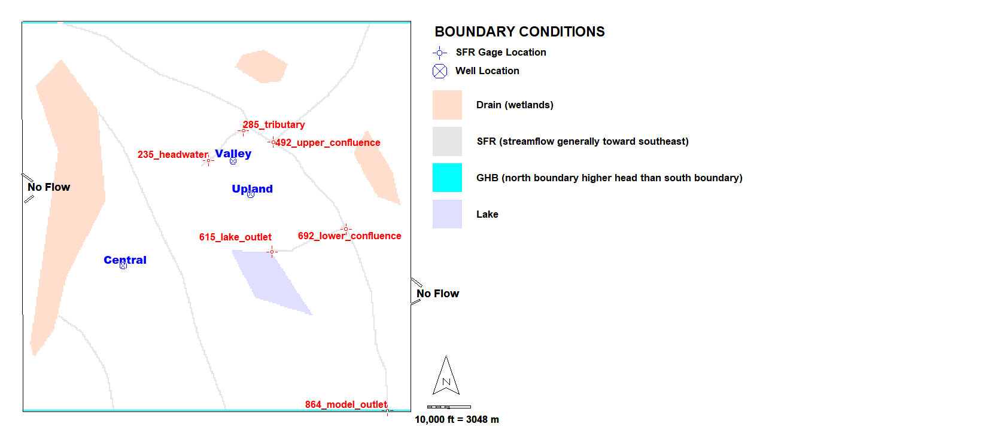 BOUNDARY CONDITIONS
SFR Gage Location
Well Location
Drain (wetlands)
SFR (streamflow generally toward southeast)
GHB (north boundary higher head than south boundary)
Lake
285_tributary
492_upper_confluence
235_headwater
Valley
No Flow
Upland
615_lake_outlet
692_lower_confluence
Central
No Flow
N
864_model_outlet
10,000 ft = 3048 m